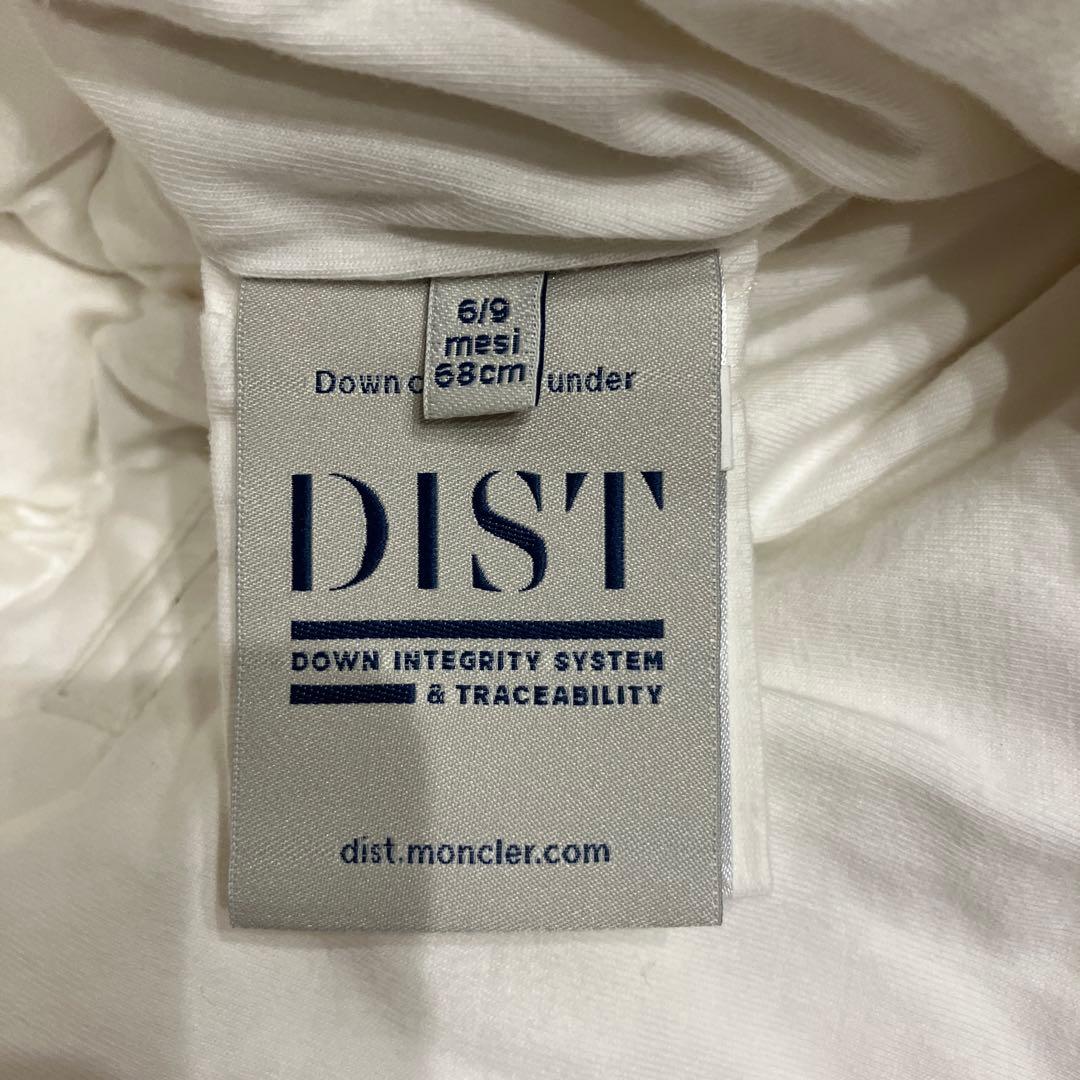 6/9
mesi
68cm
Down c under
DIST
DOWN INTEGRITY SYSTEM
& TRACEABILITY
dist.moncler.com